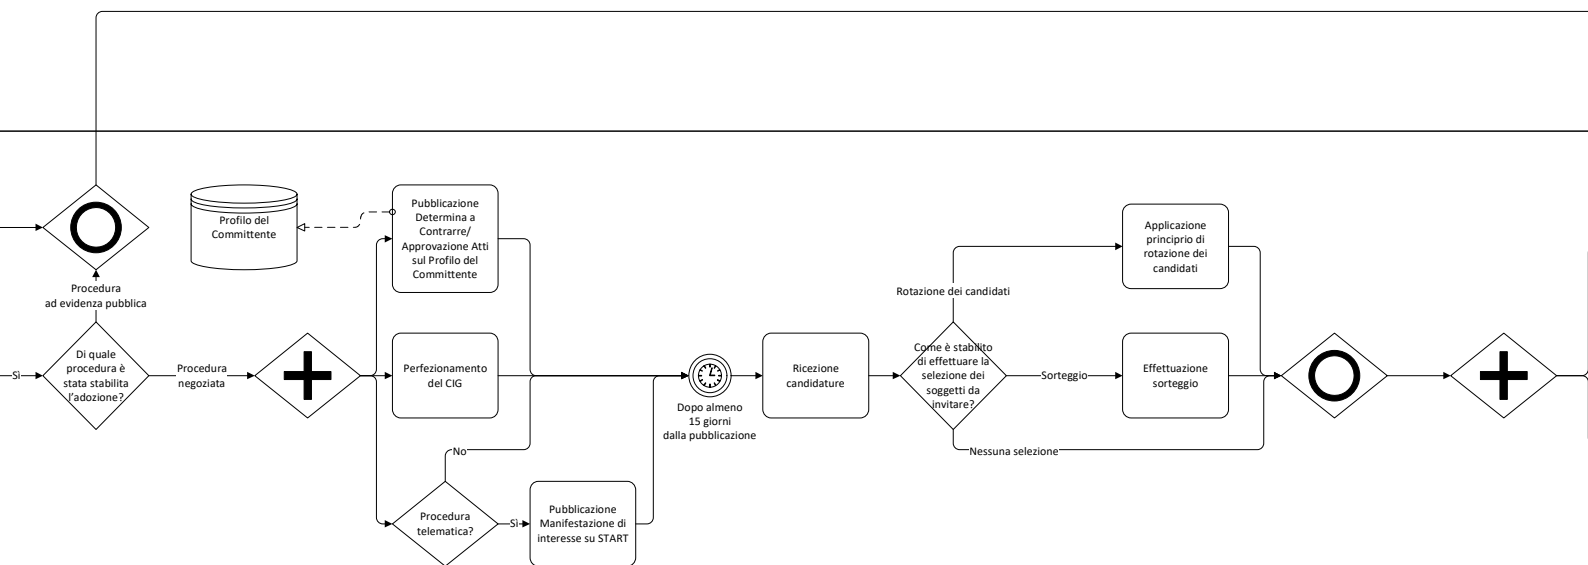 Profilo del
Committente
Pubblicazione
Determina a
Contrarre/
Approvazione Atti
sul Profilo del
Committente
Applicazione
principrio di
rotazione dei
candidati
Procedura
ad evidenza pubblica
Rotazione dei candidati
Sì
Di quale
procedura è
stata stabilita
l'adozione?
Procedura
negoziata
Perfezionamento
del CIG
Dopo almeno
15 giorni
dalla pubblicazione
Ricezione
candidature
Come è stabilito
di effettuare la
selezione dei
soggetti da
invitare?
Sorteggio
Effettuazione
sorteggio
No
Nessuna selezione
Procedura
telematica?
Sì
Pubblicazione
Manifestazione di
interesse su START